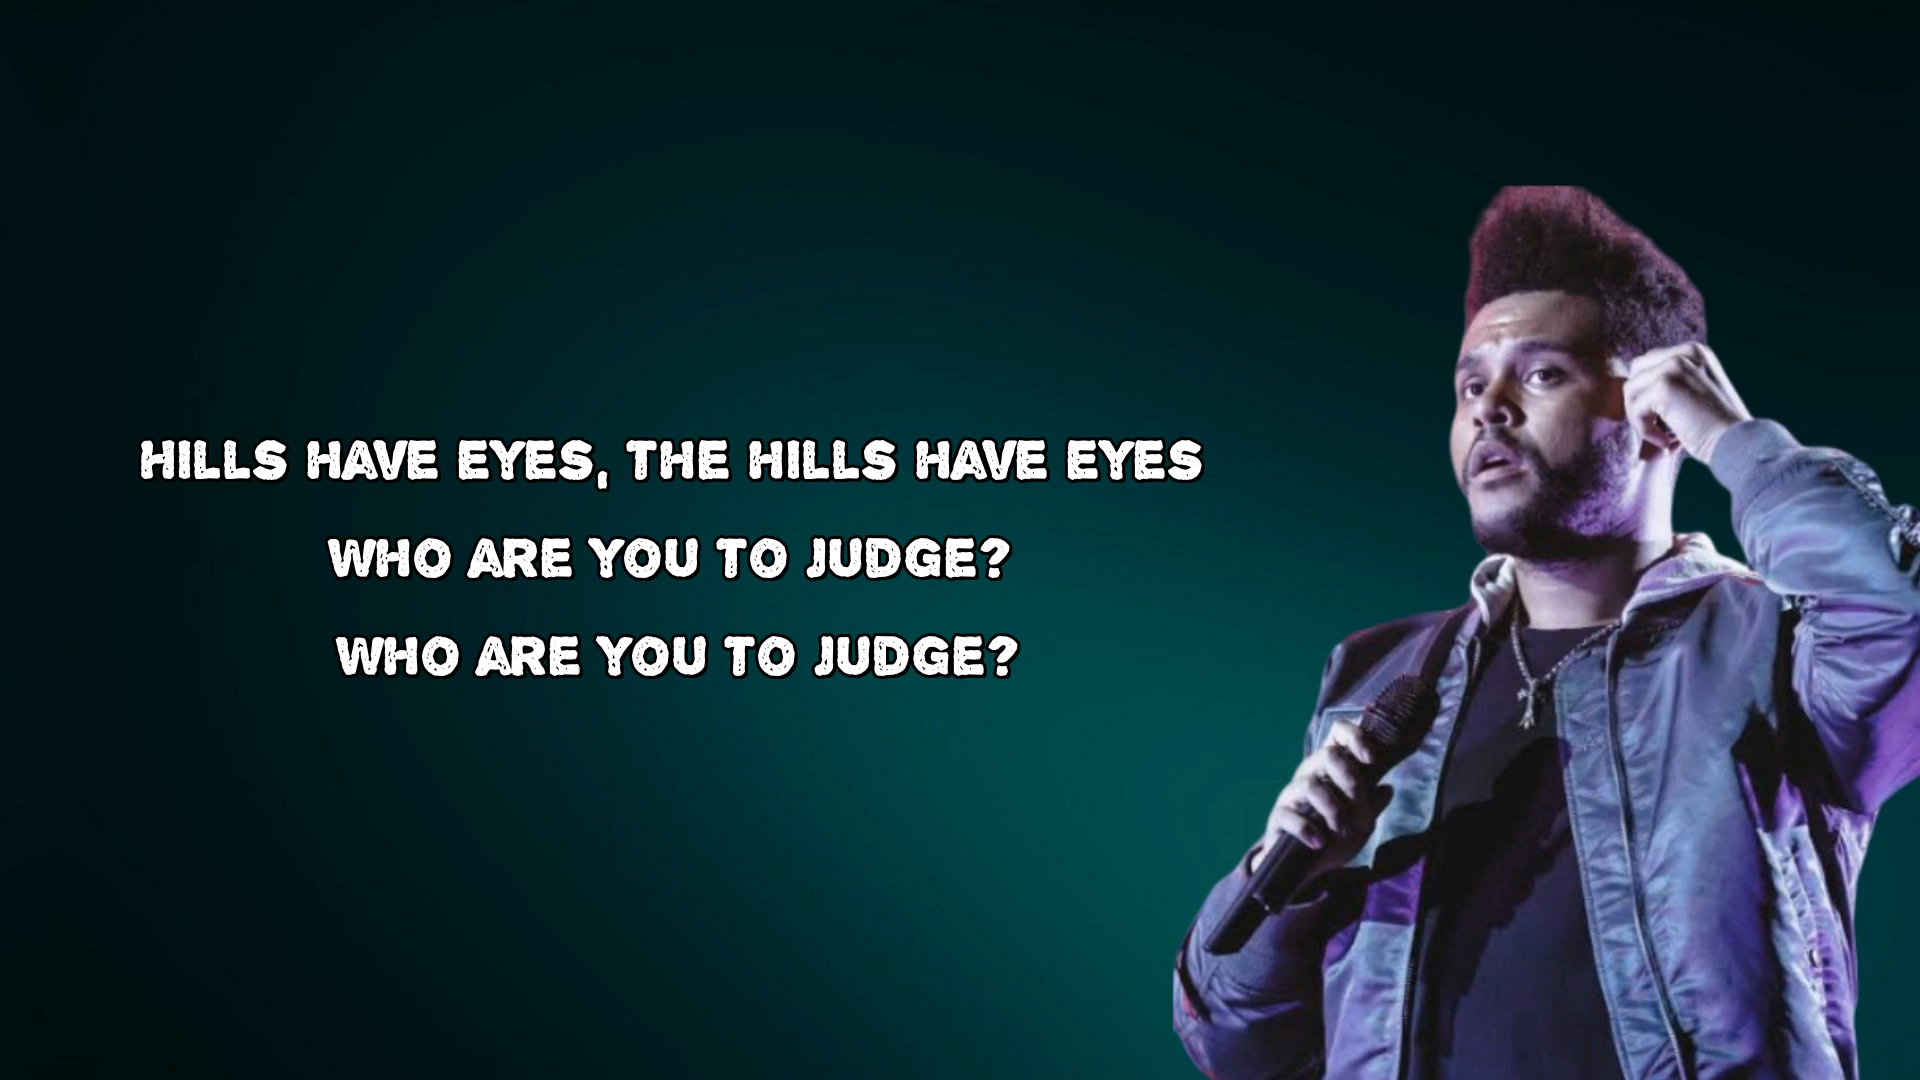 HILLS HAVE EYES, THE HILLS HAVE EYES
WHO ARE YOU TO JUDGE?
WHO ARE YOU TO JUDGE?